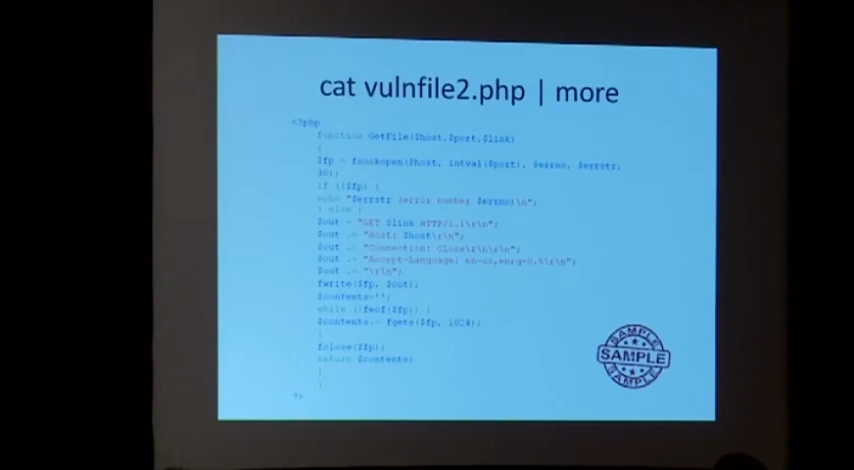 cat vulnfile2.php | more
<?php
function GetFile($host,$port,$link)
{
$fp = fsockopen($host, intval($port), $errno, $errstr,
30);
if (!$fp) {
echo "$errstr (error number $errno)\n";
} else {
$out = "GET $link HTTP/1.1\r\n";
$out .= "Host: $host\r\n";
$out .= "Connection: Close\r\n\r\n";
$out .= "Accept-Language: en-us,en;q=0.5\r\n";
$out .= "\r\n";
fwrite($fp, $out);
$contents='';
while (!feof($fp)) {
$contents.= fgets($fp, 1024);
}
fclose($fp);
return $contents;
}
}
?>
SAMPLE
SAMPLE
SAMPLE